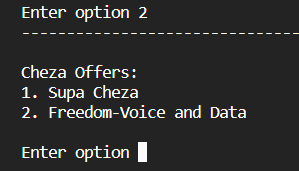 Enter option 2
--------------------------------
Cheza Offers:
1. Supa Cheza
2. Freedom-Voice and Data
Enter option